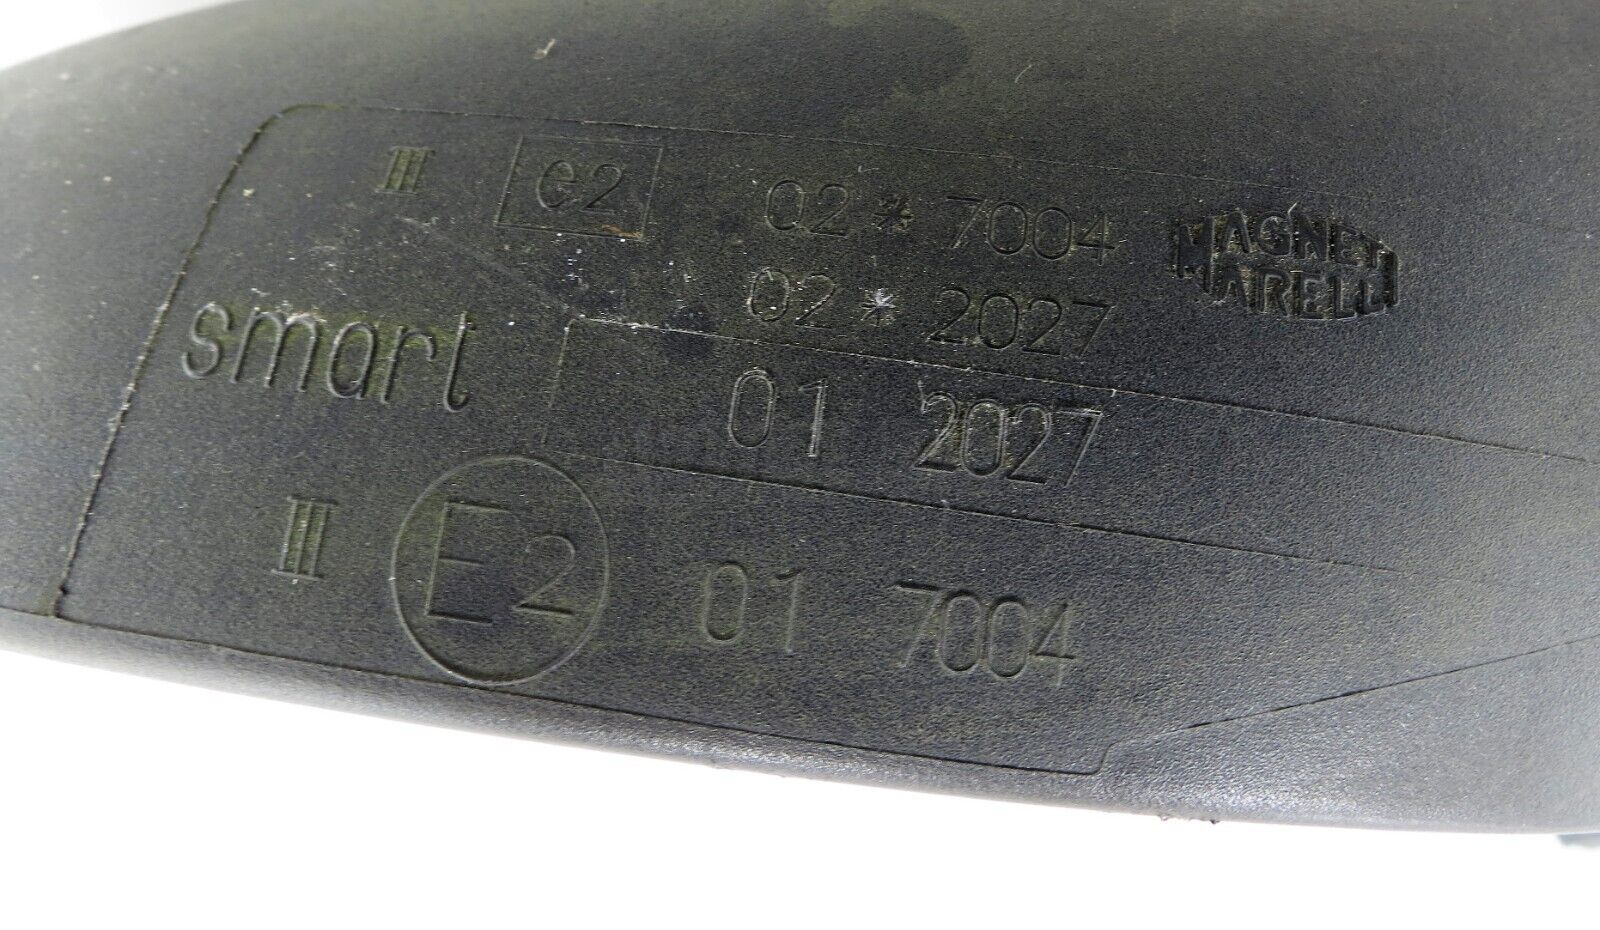 III e2 02 * 7004
MAGNETI
MARELLI
02 * 2027
smart
01 2027
III E2 01 7004